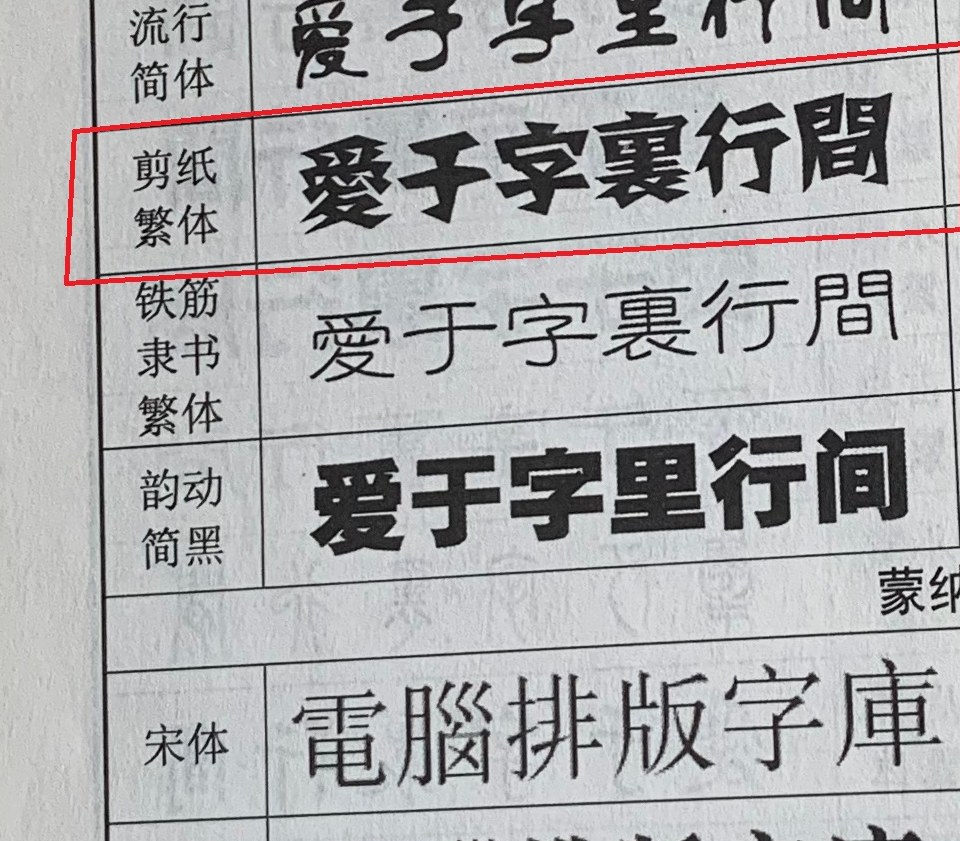 流行
简体
爱于字里行间
剪纸
繁体
愛于字裏行間
铁筋
隶书
繁体
愛于字裏行間
韵动
简黑
爱于字里行间
蒙纳
宋体
電腦排版字庫